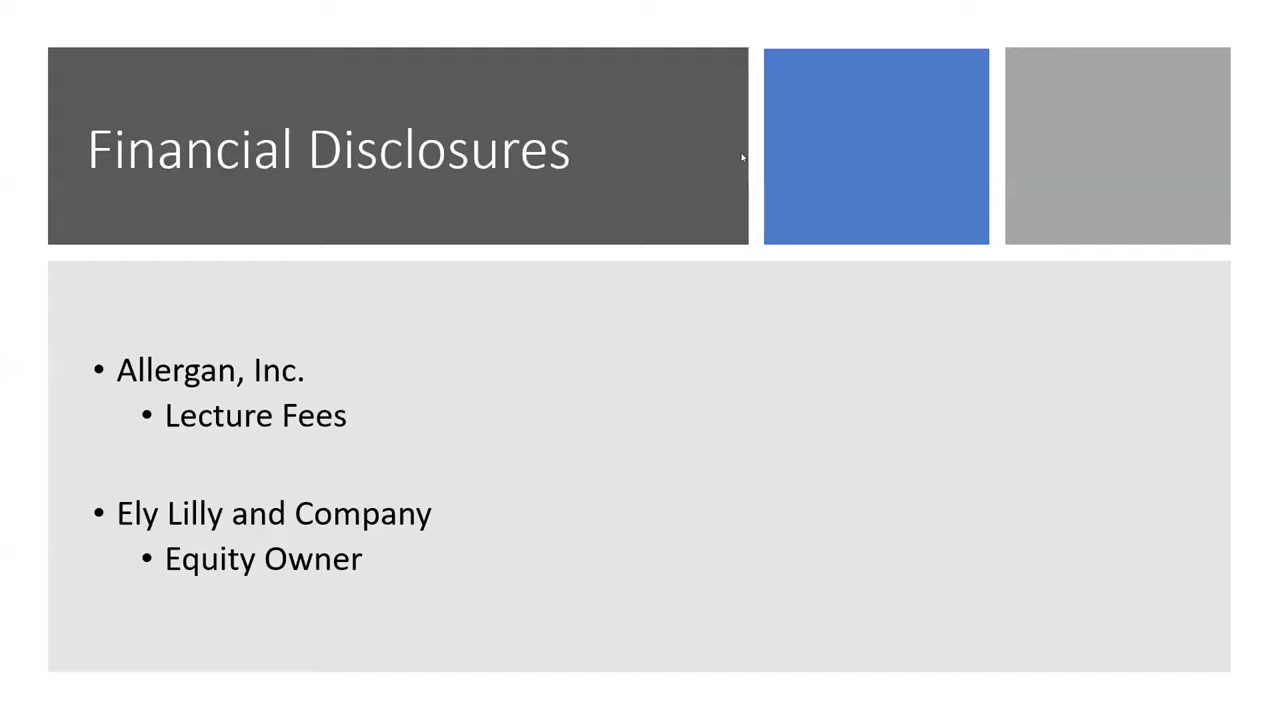 Financial Disclosures
• Allergan, Inc.
• Lecture Fees
• Ely Lilly and Company
• Equity Owner